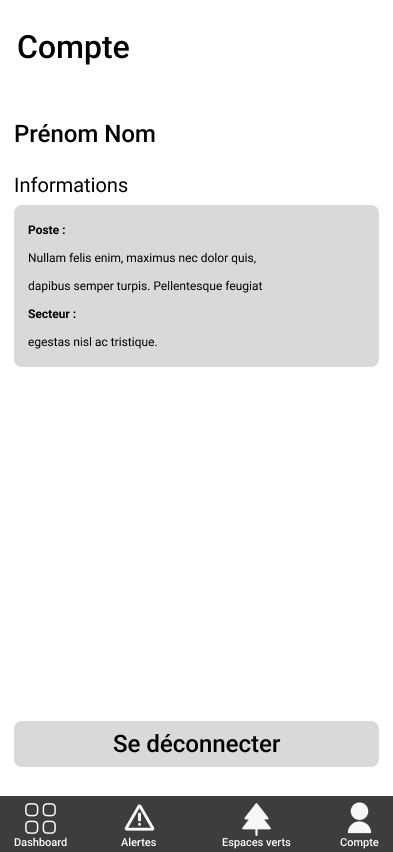 Compte
Prénom Nom
Informations
Poste :
Nullam felis enim, maximus nec dolor quis,
dapibus semper turpis. Pellentesque feugiat
Secteur :
egestas nisl ac tristique.
Se déconnecter
Dashboard
Alertes
Espaces verts
Compte